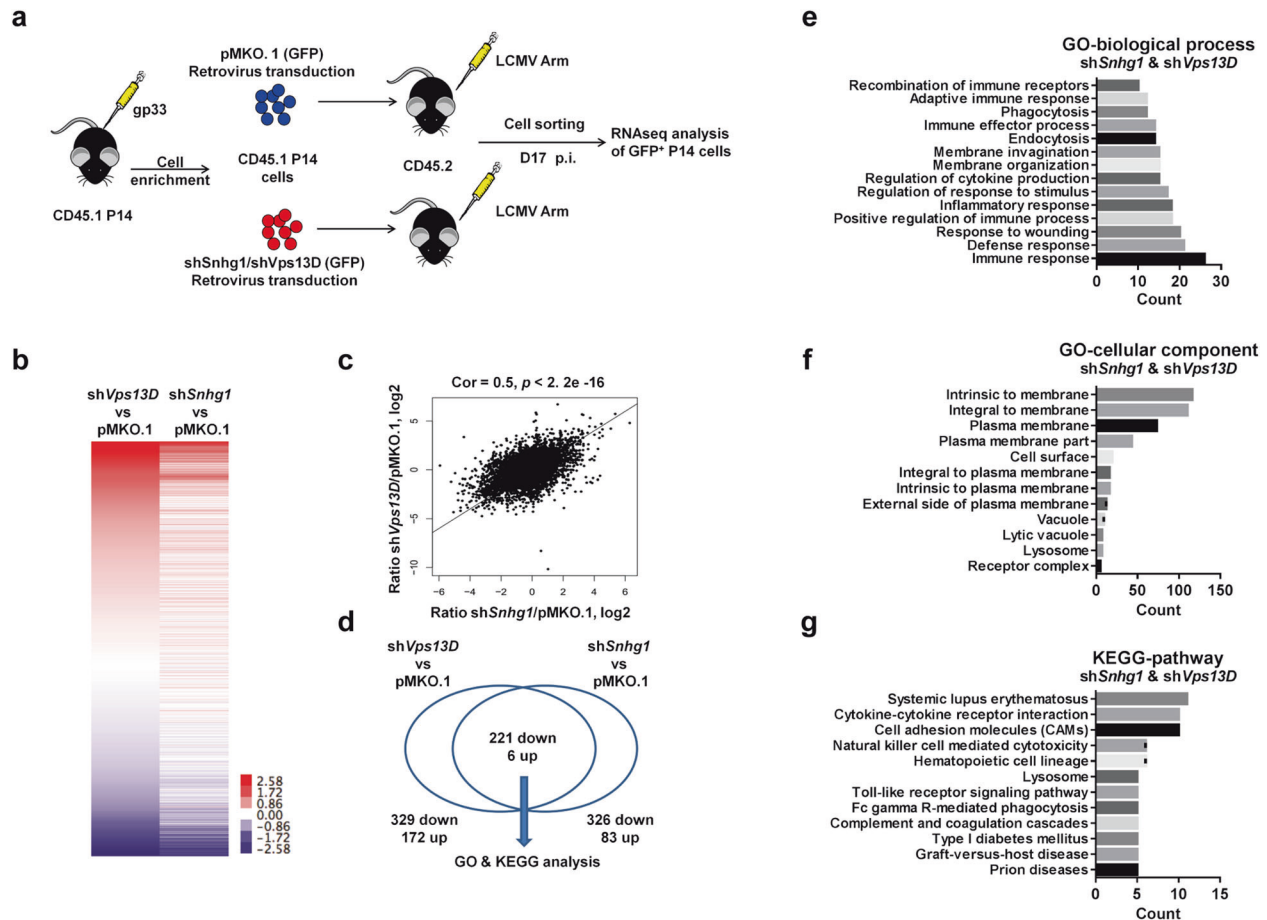 a
pMKO. 1 (GFP)
Retrovirus transduction
LCMV Arm
gp33
Cell
enrichment
CD45.1 P14
cells
CD45.2
Cell sorting
D17 p.i.
RNAseq analysis
of GFP+ P14 cells
CD45.1 P14
LCMV Arm
shSnhg1/shVps13D (GFP)
Retrovirus transduction
b
shVps13D
vs
pMKO.1
shSnhg1
vs
pMKO.1
2.58
1.72
0.86
0.00
−0.86
−1.72
−2.58
c
Cor = 0.5, p < 2. 2e -16
Ratio shVps13D/pMKO.1, log2
5
0
−5
−10
−6 −4 −2 0 2 4 6
Ratio shSnhg1/pMKO.1, log2
d
shVps13D
vs
pMKO.1
shSnhg1
vs
pMKO.1
221 down
6 up
329 down
172 up
326 down
83 up
GO & KEGG analysis
e
GO-biological process
shSnhg1 & shVps13D
Recombination of immune receptors
Adaptive immune response
Phagocytosis
Immune effector process
Endocytosis
Membrane invagination
Membrane organization
Regulation of cytokine production
Regulation of response to stimulus
Inflammatory response
Positive regulation of immune process
Response to wounding
Defense response
Immune response
0 10 20 30
Count
f
GO-cellular component
shSnhg1 & shVps13D
Intrinsic to membrane
Integral to membrane
Plasma membrane
Plasma membrane part
Cell surface
Integral to plasma membrane
Intrinsic to plasma membrane
External side of plasma membrane
Vacuole
Lytic vacuole
Lysosome
Receptor complex
0 50 100 150
Count
g
KEGG-pathway
shSnhg1 & shVps13D
Systemic lupus erythematosus
Cytokine-cytokine receptor interaction
Cell adhesion molecules (CAMs)
Natural killer cell mediated cytotoxicity
Hematopoietic cell lineage
Lysosome
Toll-like receptor signaling pathway
Fc gamma R-mediated phagocytosis
Complement and coagulation cascades
Type I diabetes mellitus
Graft-versus-host disease
Prion diseases
0 5 10 15
Count